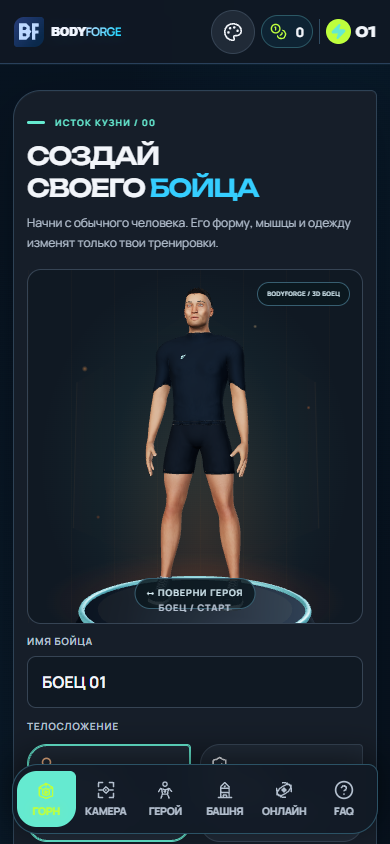 BF BODYFORGE
0
01
ИСТОК КУЗНИ / 00
СОЗДАЙ
СВОЕГО БОЙЦА
Начни с обычного человека. Его форму, мышцы и одежду
изменят только твои тренировки.
BODYFORGE / 3D БОЕЦ
↔ ПОВЕРНИ ГЕРОЯ
БОЕЦ / СТАРТ
ИМЯ БОЙЦА
БОЕЦ 01
ТЕЛОСЛОЖЕНИЕ
ГОРН
КАМЕРА
ГЕРОЙ
БАШНЯ
ОНЛАЙН
FAQ